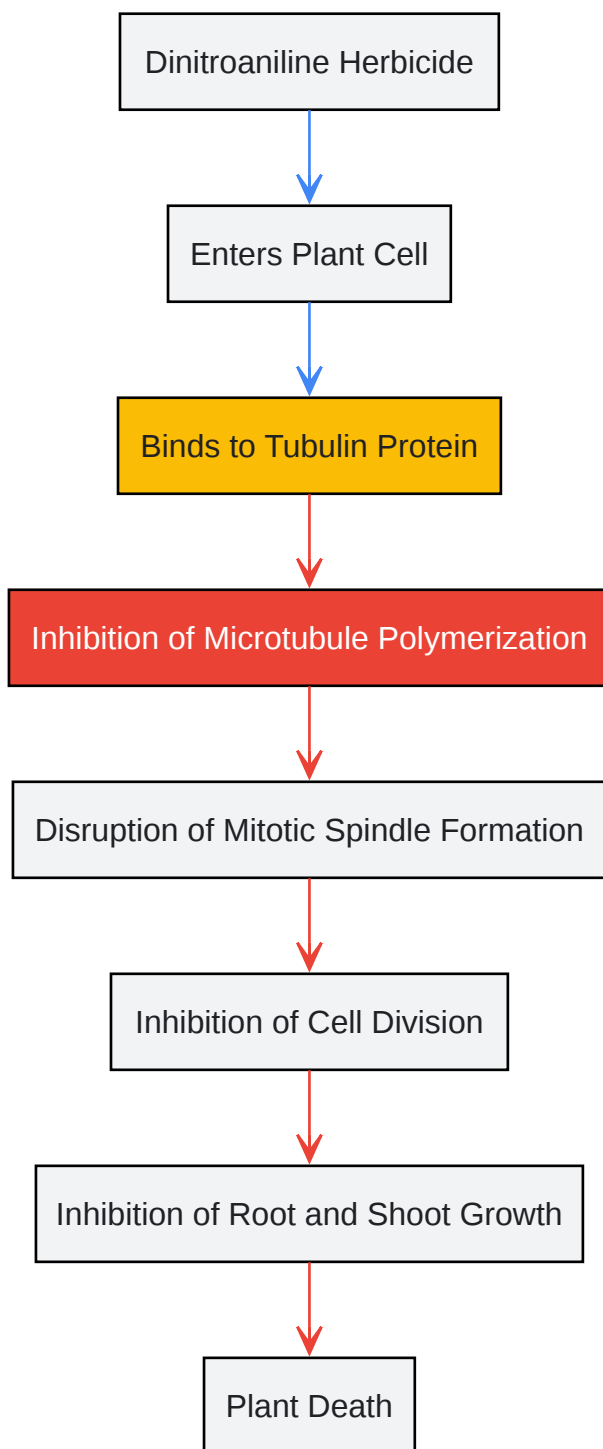 Dinitroaniline Herbicide
Enters Plant Cell
Binds to Tubulin Protein
Inhibition of Microtubule Polymerization
Disruption of Mitotic Spindle Formation
Inhibition of Cell Division
Inhibition of Root and Shoot Growth
Plant Death